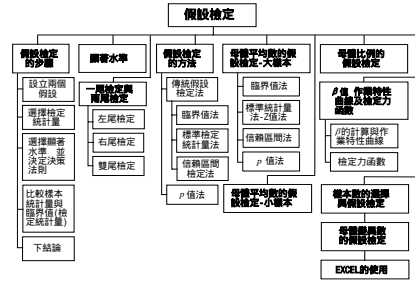 假設檢定
假設檢定
的步驟
設立兩個
假設
選擇檢定
統計量
選擇顯著
水準 並
決定決策
法則
比較樣本
統計量與
臨界值(檢
定統計量)
下結論
顯著水準
一尾檢定與
兩尾檢定
左尾檢定
右尾檢定
雙尾檢定
假設檢定
的方法
傳統假設
檢定法
臨界值法
標準檢定
統計量法
信賴區間
檢定法
p 值法
母體平均數的假
設檢定-大樣本
臨界值法
標準統計量
法-Z值法
信賴區間法
p 值法
母體平均數的假
設檢定-小樣本
母體比例的
假設檢定
β值 作業特性
曲線及檢定力
函數
β的計算與作
業特性曲線
檢定力函數
樣本數的選擇
與假設檢定
母體變異數
的假設檢定
EXCEL的使用